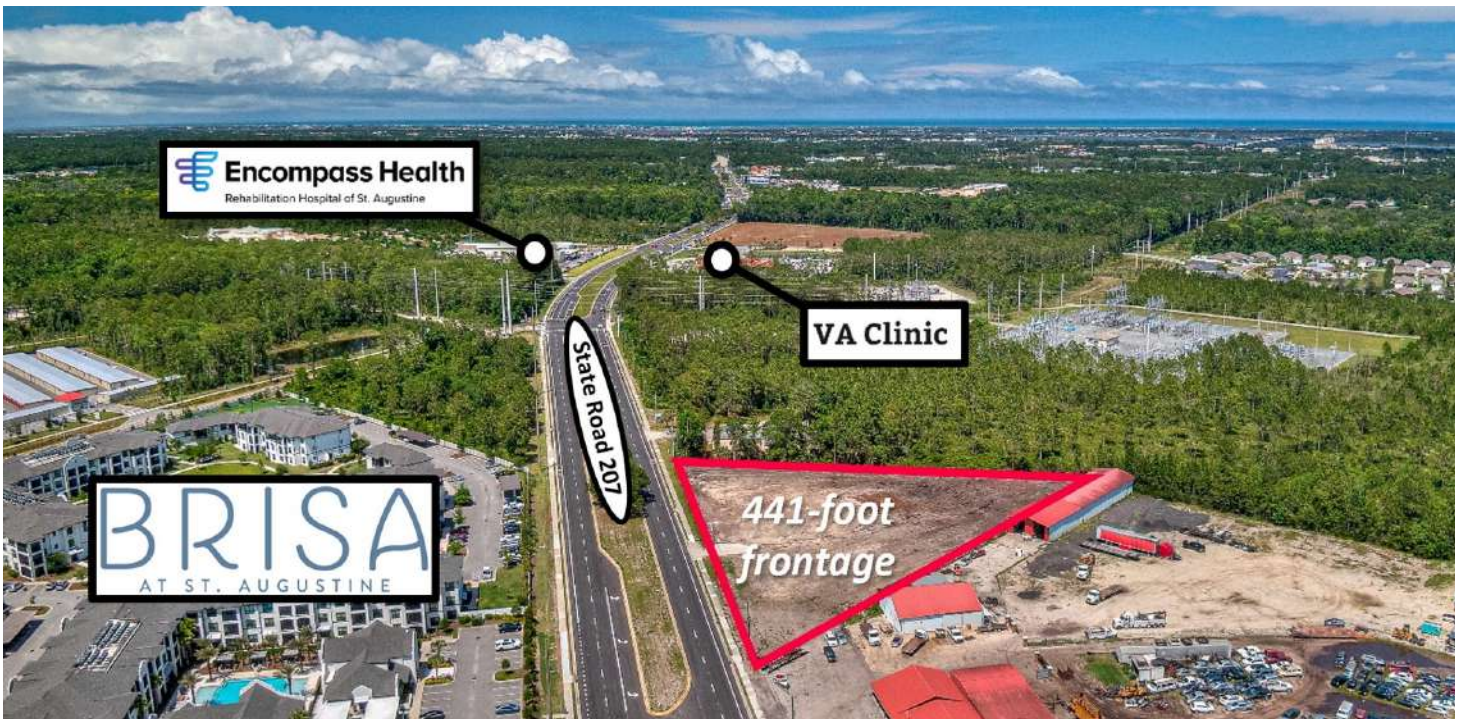 Encompass Health
Rehabilitation Hospital of St. Augustine
VA Clinic
State Road 207
441-foot
frontage
BRISA
AT ST. AUGUSTINE